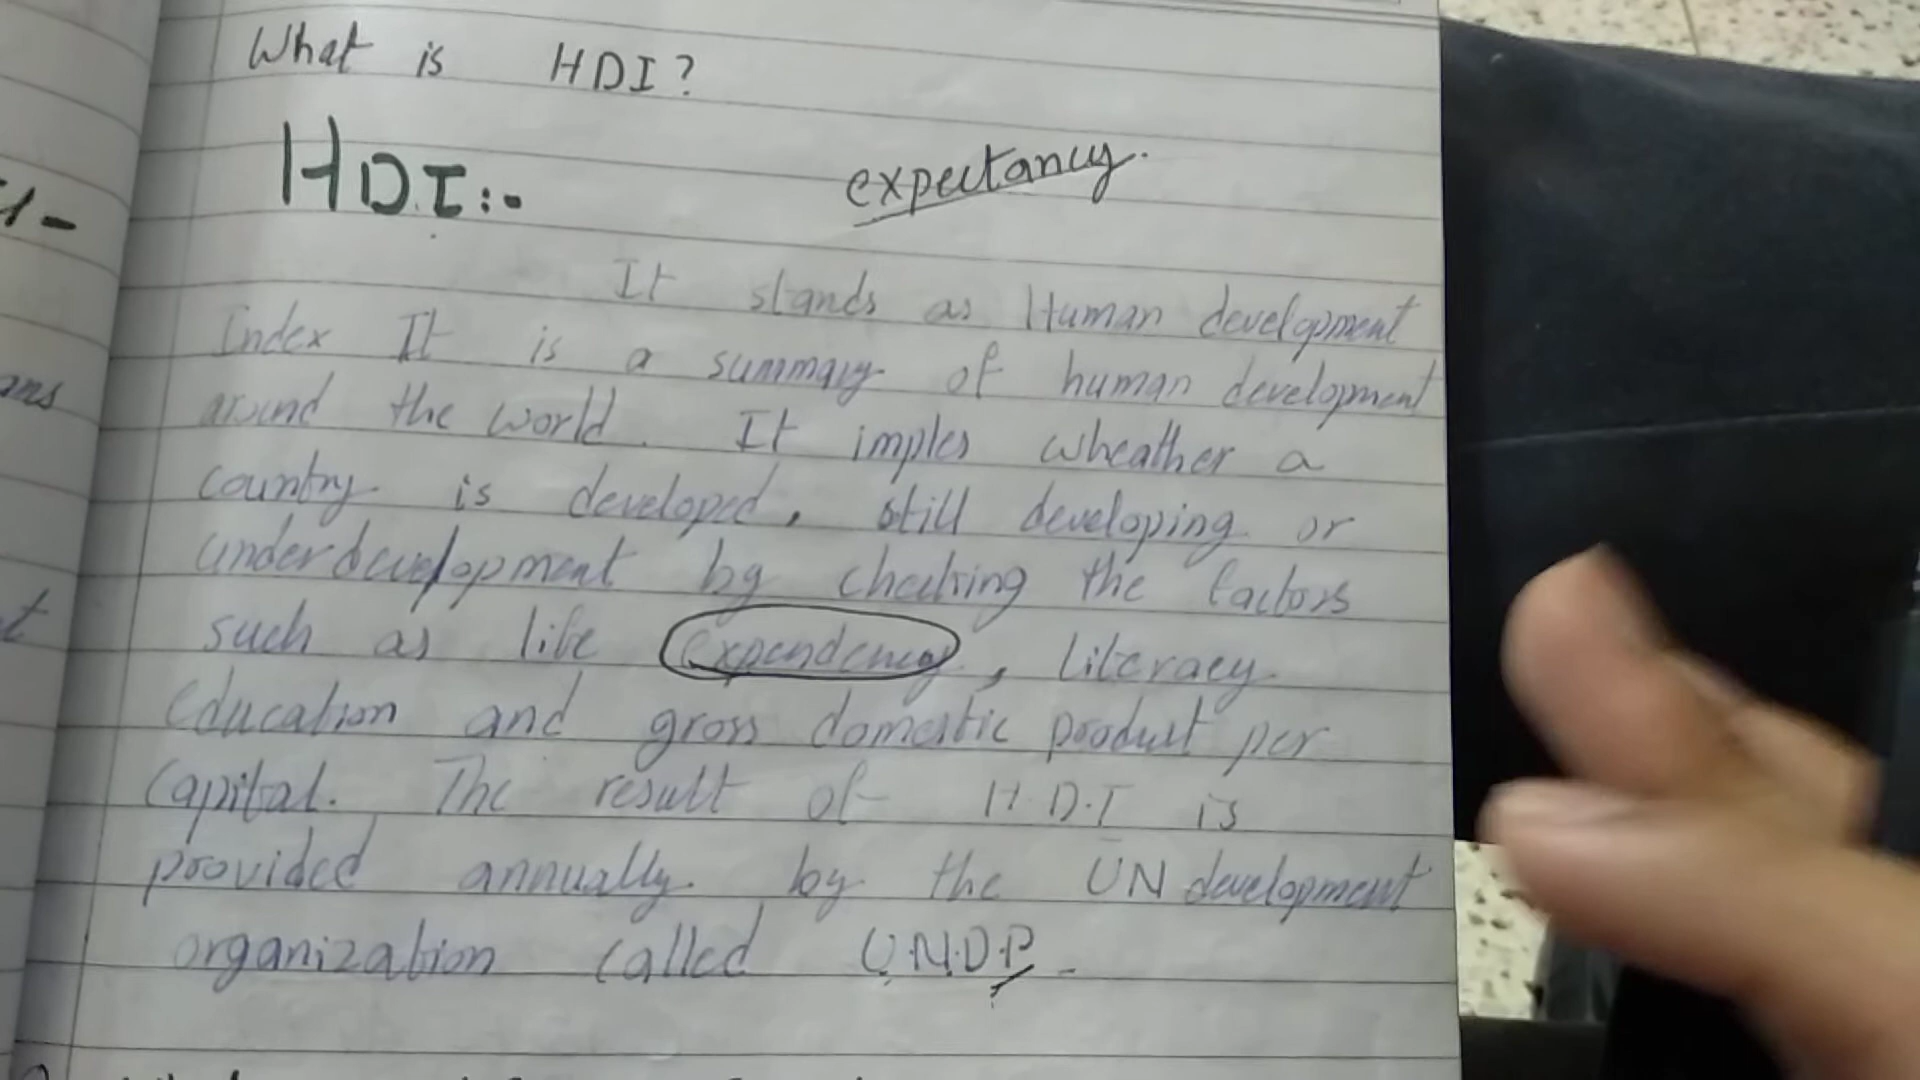 What is HDI?
H.D.I:-
expectancy.
It stands as Human development
Index It is a summary of human development
around the world. It imples wheather a
country is developed, still developing or
underdevelopment by checking the factors
such as life expendency, literacy
education and gross domestic product per
capital. The result of H.D.I is
provided annually by the UN development
organization called U.N.D.P.
ans